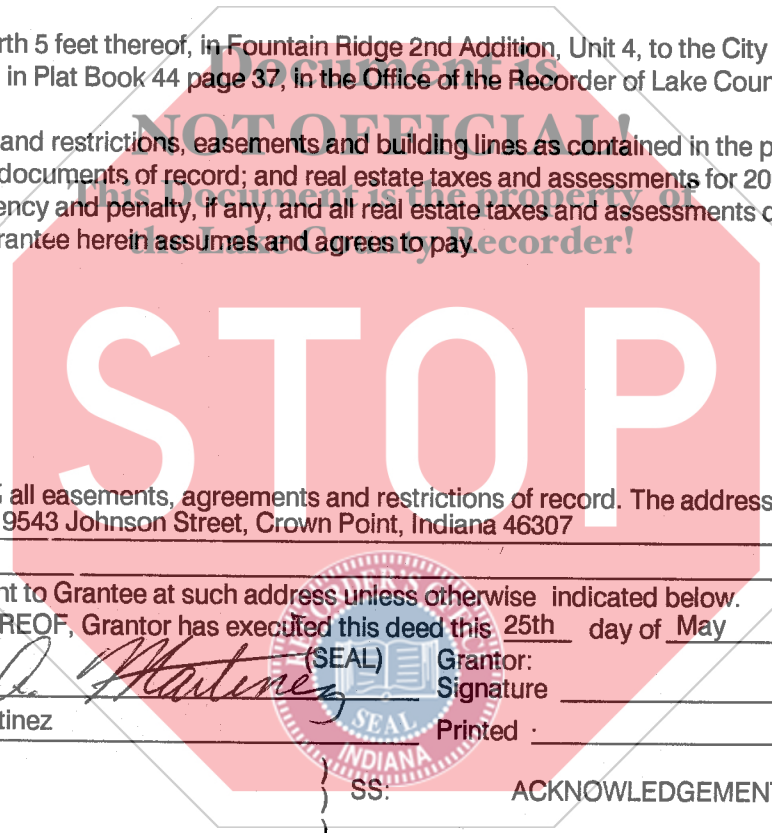 rth 5 feet thereof, in Fountain Ridge 2nd Addition, Unit 4, to the City
in Plat Book 44 page 37, in the Office of the Recorder of Lake Coun
Document is
NOT OFFICIAL!
This Document is the property of
the Lake County Recorder!
and restrictions, easements and building lines as contained in the p
documents of record; and real estate taxes and assessments for 20
ency and penalty, if any, and all real estate taxes and assessments
rantee herein assumes and agrees to pay.
STOP
all easements, agreements and restrictions of record. The address
9543 Johnson Street, Crown Point, Indiana 46307
nt to Grantee at such address unless otherwise indicated below.
REOF, Grantor has executed this deed this 25th day of May
(SEAL) Grantor:
Martinez Signature
tinez Printed
SEAL
INDIANA
SS: ACKNOWLEDGEMENT